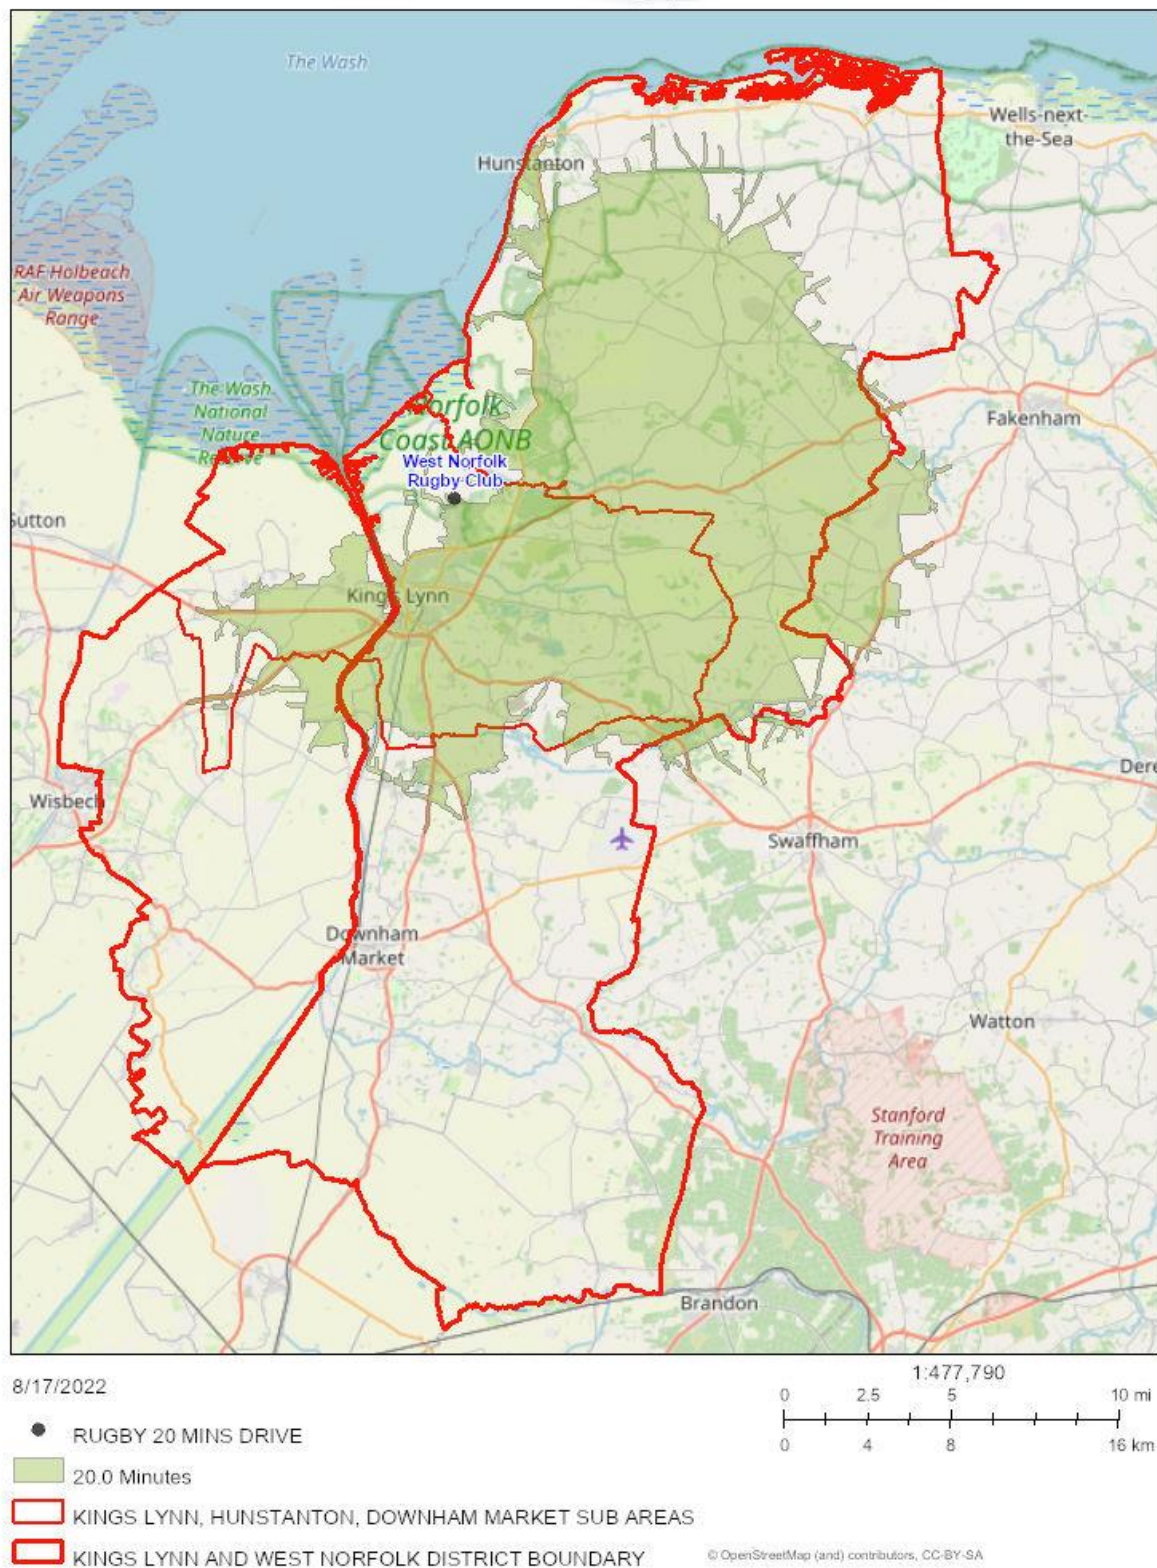 The Wash
Wells-next-
the-Sea
Hunstanton
RAF Holbeach
Air Weapons
Range
The Wash
National
Nature
Reserve
Norfolk
Coast AONB
Fakenham
West Norfolk
Rugby Club
Sutton
King's Lynn
Dere
Wisbech
Swaffham
Downham
Market
Watton
Stanford
Training
Area
Brandon
8/17/2022
1:477,790
0 2.5 5 10 mi
0 4 8 16 km
RUGBY 20 MINS DRIVE
20.0 Minutes
KINGS LYNN, HUNSTANTON, DOWNHAM MARKET SUB AREAS
KINGS LYNN AND WEST NORFOLK DISTRICT BOUNDARY
© OpenStreetMap (and) contributors, CC-BY-SA